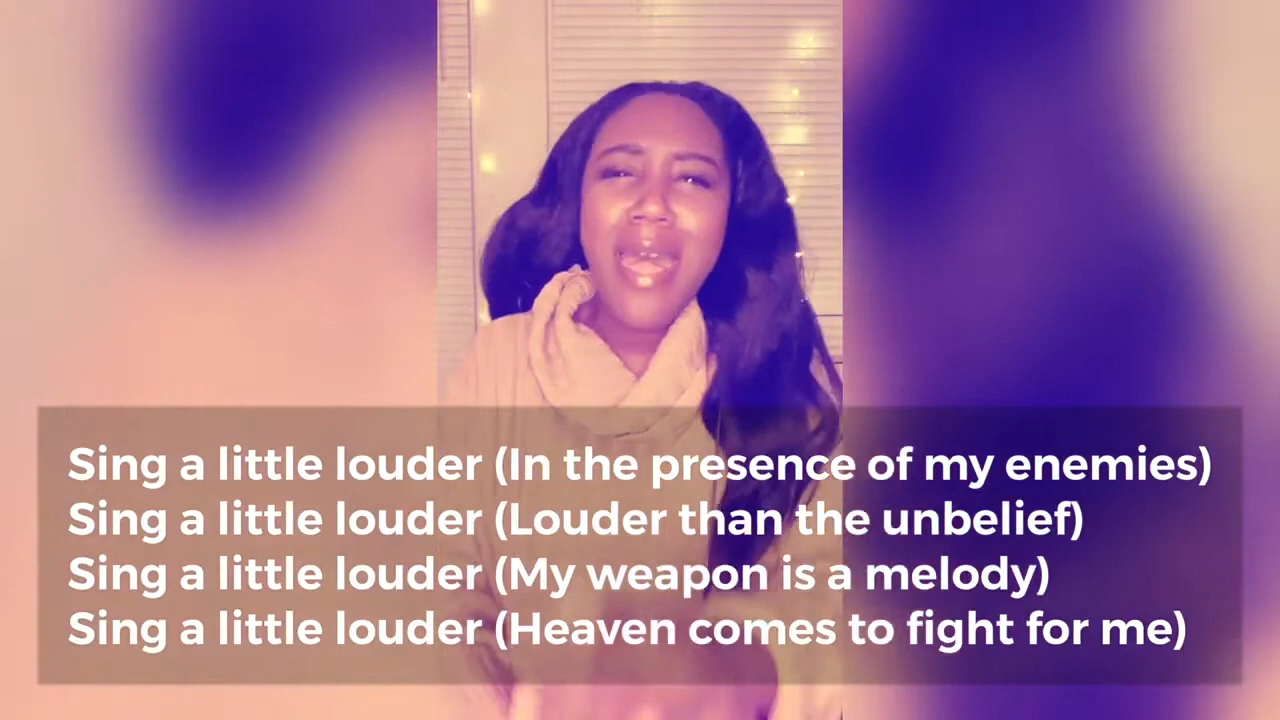 Sing a little louder (In the presence of my enemies)
Sing a little louder (Louder than the unbelief)
Sing a little louder (My weapon is a melody)
Sing a little louder (Heaven comes to fight for me)